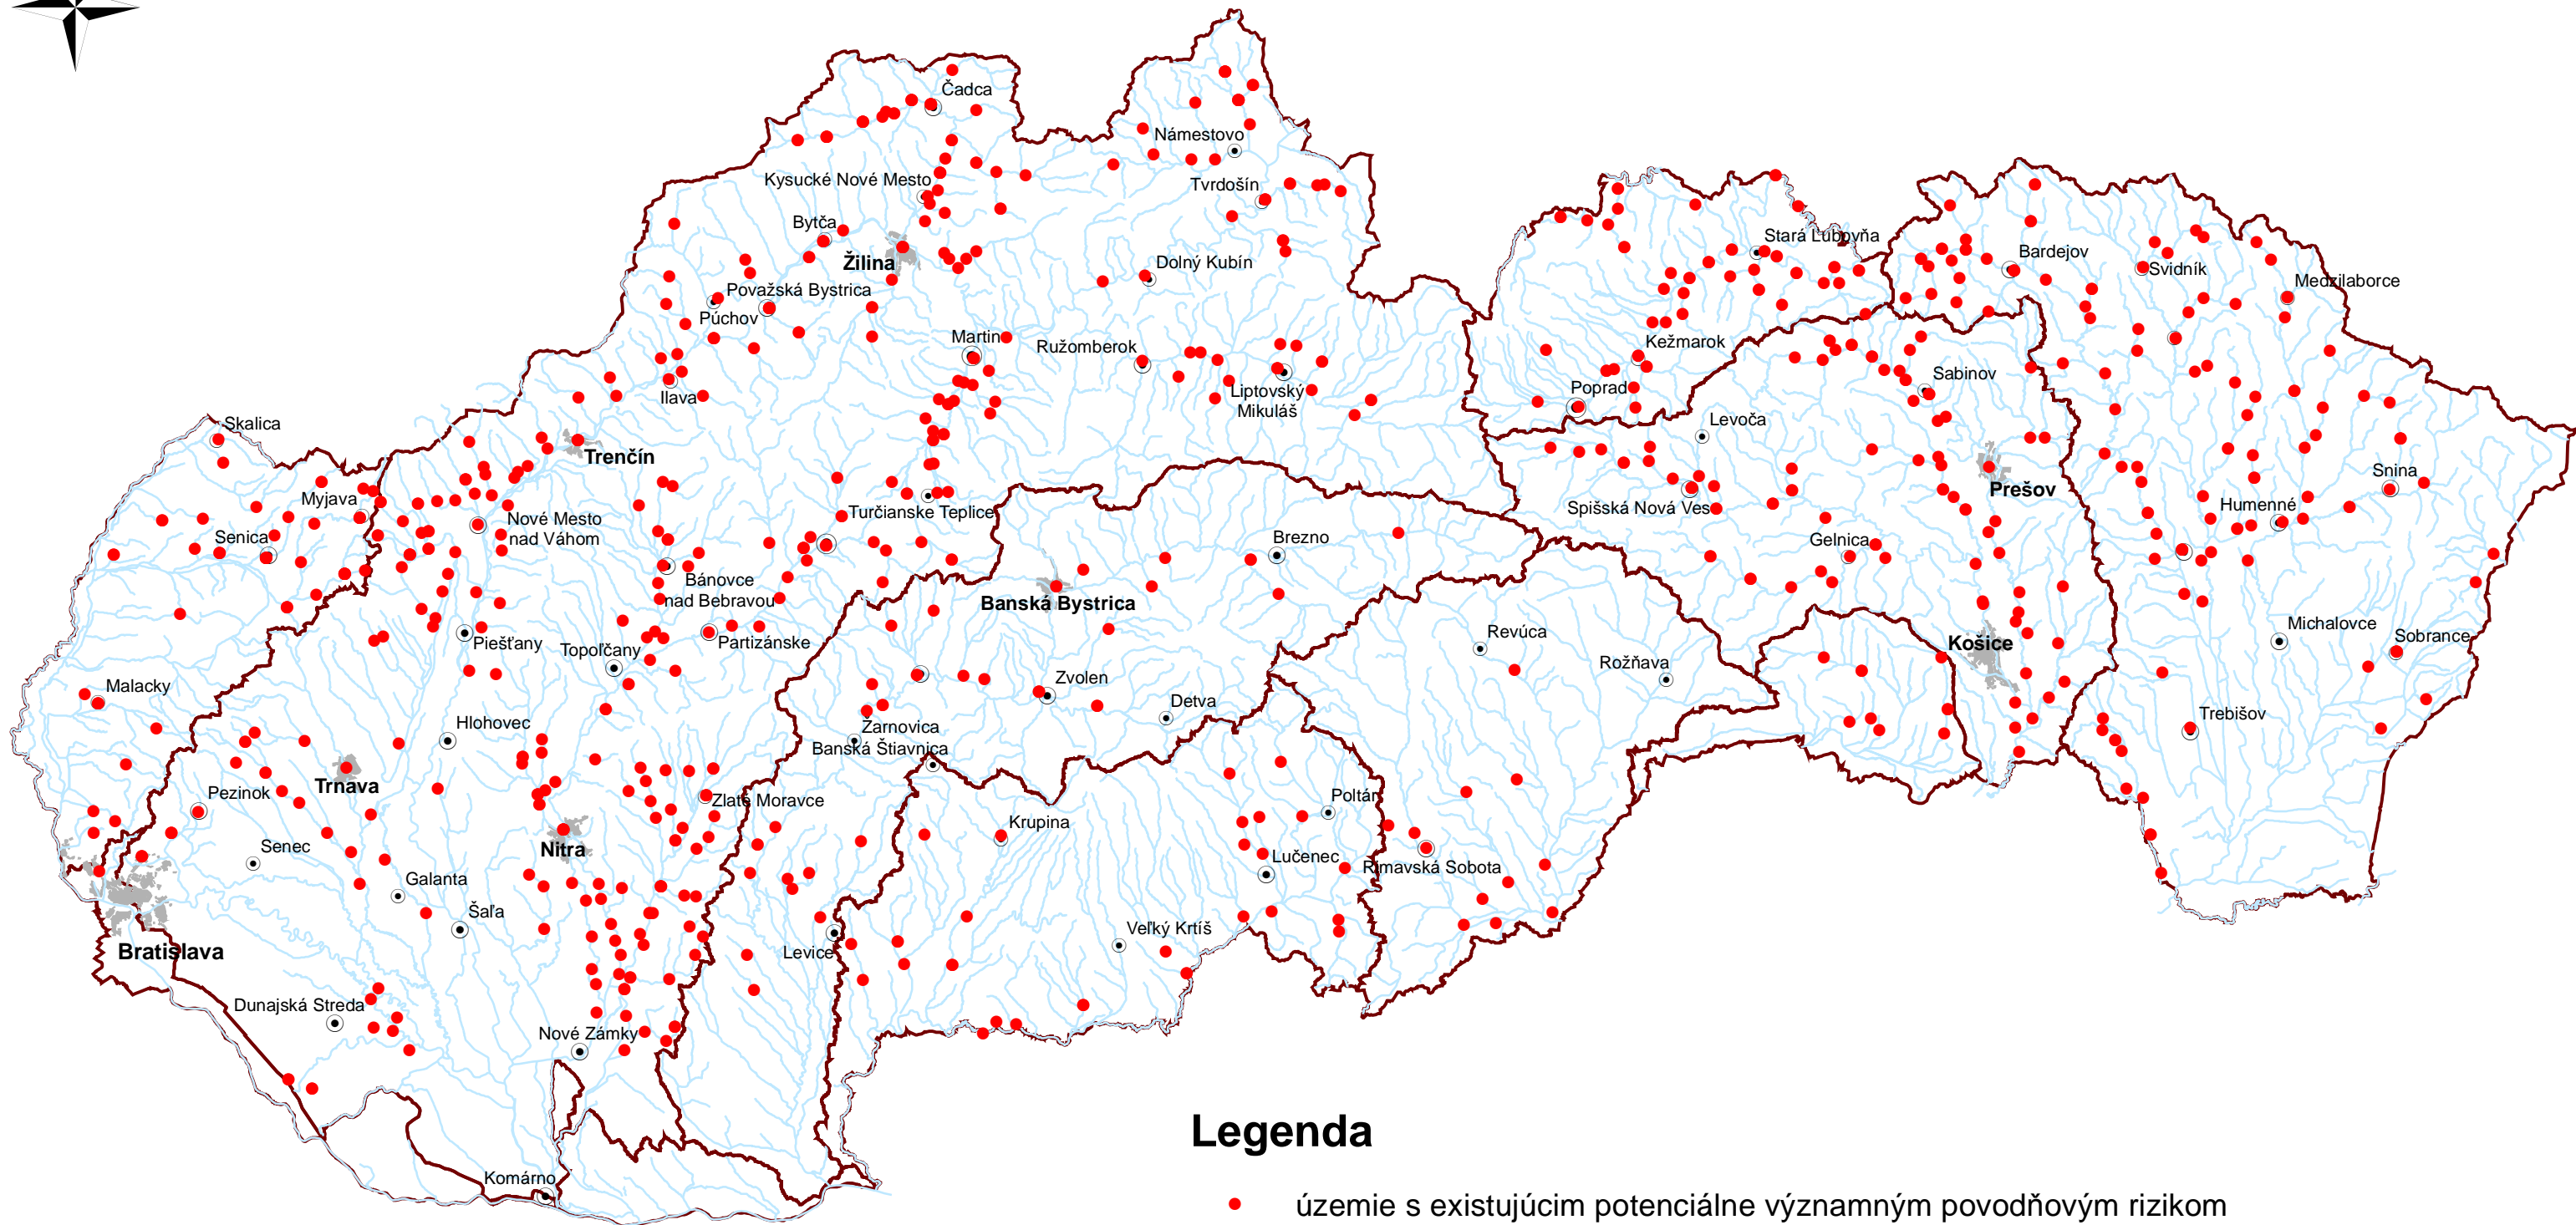 Čadca
Námestovo
Kysucké Nové Mesto
Tvrdošín
Bytča
Stará Ľubovňa
Bardejov
Žilina
Dolný Kubín
Svidník
Medzilaborce
Považská Bystrica
Púchov
Martin
Ružomberok
Kežmarok
Sabinov
Poprad
Liptovský
Mikuláš
Ilava
Skalica
Levoča
Trenčín
Snina
Prešov
Myjava
Turčianske Teplice
Spišská Nová Ves
Humenné
Nové Mesto
nad Váhom
Senica
Brezno
Gelnica
Bánovce
nad Bebravou
Banská Bystrica
Michalovce
Revúca
Piešťany
Partizánske
Košice
Sobrance
Topoľčany
Rožňava
Malacky
Zvolen
Detva
Hlohovec
Žarnovica
Trebišov
Banská Štiavnica
Trnava
Pezinok
Zlaté Moravce
Poltár
Krupina
Senec
Nitra
Lučenec
Rimavská Sobota
Galanta
Šaľa
Veľký Krtíš
Bratislava
Levice
Dunajská Streda
Nové Zámky
Legenda
Komárno
územie s existujúcim potenciálne významným povodňovým rizikom